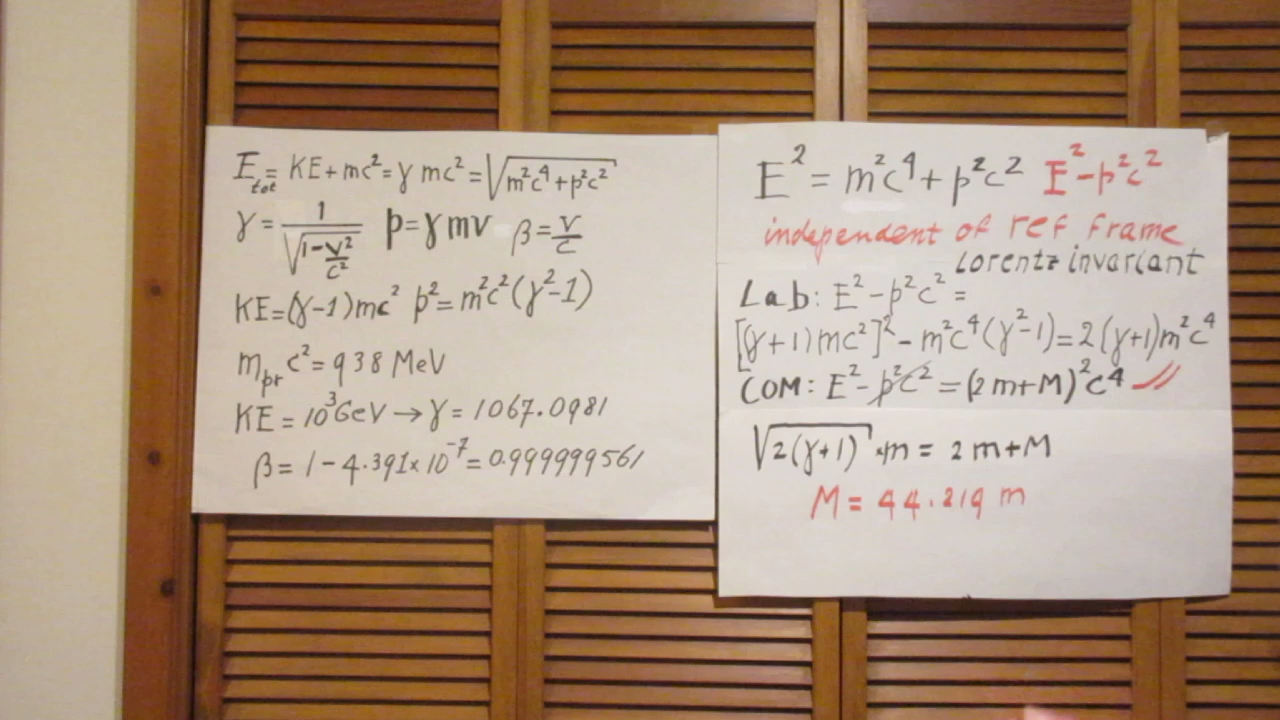 E_tot = KE + mc² = γ mc² = √(m²c⁴ + p²c²)
γ = 1/√(1 − v²/c²) p = γmv β = v/c
KE = (γ−1)mc² p² = m²c²(γ²−1)
m_pr c² = 938 MeV
KE = 10³ GeV → γ = 1067.0981
β = 1 − 4.391 × 10⁻⁷ = 0.999999561
E² = m²c⁴ + p²c² E² − p²c²
independent of ref frame
Lorentz invariant
Lab: E² − p²c² =
[(γ+1)mc²]² − m²c⁴(γ²−1) = 2(γ+1)m²c⁴
COM: E² − p²c² = (2m+M)²c⁴
√(2(γ+1)) · m = 2m+M
M = 44.219 m